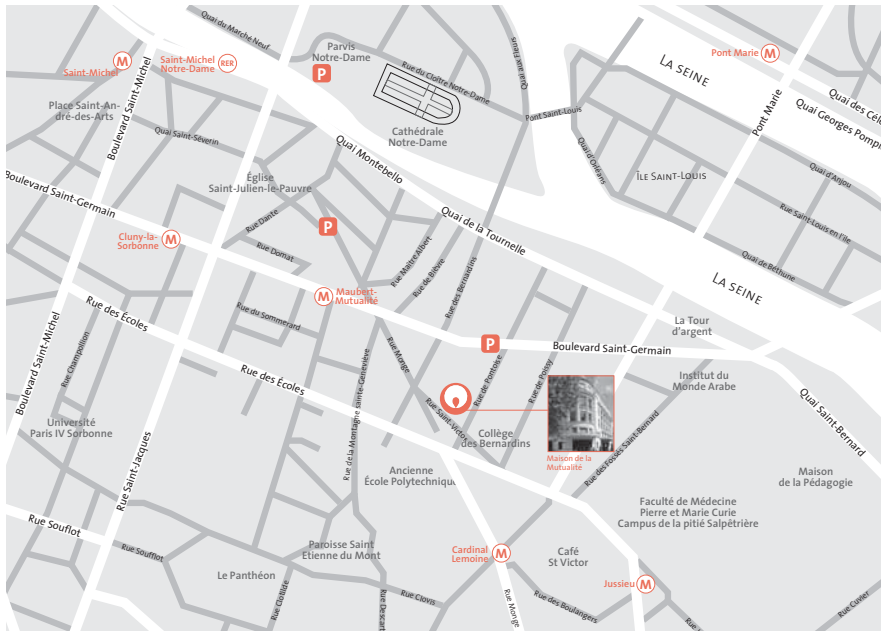 Quai du Marché Neuf
Parvis
Notre-Dame
Quai aux Fleurs
Pont Marie
M
M
Saint-Michel
Saint-Michel
Notre-Dame
RER
P
Rue du Cloître Notre-Dame
LA SEINE
Boulevard Saint-Michel
Place Saint-An-
dré-des-Arts
Quai des Cél
Quai Georges Pompi
Pont Marie
Pont Saint-Louis
Cathédrale
Notre-Dame
Quai Saint-Séverin
Quai Montebello
Quai d'Orléans
ÎLE SAINT-LOUIS
Quai d'Anjou
Église
Saint-Julien-le-Pauvre
Boulevard Saint-Germain
Rue Saint-Louis en l'île
Rue Dante
P
Quai de la Tournelle
Cluny-la-
Sorbonne
M
Rue Domat
Rue Maître Albert
Rue de Bièvre
Rue des Bernardins
Quai de Béthune
LA SEINE
M
Maubert-
Mutualité
Rue des Écoles
Rue du Sommerard
La Tour
d'argent
P
Boulevard Saint-Germain
Boulevard Saint-Michel
Rue Champollion
Rue des Écoles
Rue Monge
Rue de la Montagne sainte-Geneviève
Rue de Pontoise
Rue de Poissy
Institut du
Monde Arabe
Quai Saint-Bernard
Rue Saint-Victor
Université
Paris IV Sorbonne
Collège
des Bernardins
Maison de la
Mutualité
Rue des Fossés Saint-Bernard
Rue Saint-Jacques
Ancienne
École Polytechnique
Maison
de la Pédagogie
Faculté de Médecine
Pierre et Marie Curie
Campus de la pitié Salpêtrière
Rue Souflot
Rue Soufflot
Paroisse Saint
Etienne du Mont
Cardinal
Lemoine
M
Café
St Victor
Le Panthéon
Jussieu
M
Rue Clotilde
Rue Descart
Rue Clovis
Rue Monge
Rue des Boulangers
Rue Cuvier